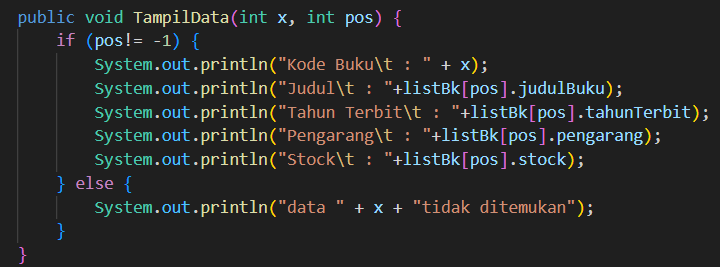 public void TampilData(int x, int pos) {
    if (pos!= -1) {
        System.out.println("Kode Buku\t : " + x);
        System.out.println("Judul\t : "+listBk[pos].judulBuku);
        System.out.println("Tahun Terbit\t : "+listBk[pos].tahunTerbit);
        System.out.println("Pengarang\t : "+listBk[pos].pengarang);
        System.out.println("Stock\t : "+listBk[pos].stock);
    } else {
        System.out.println("data " + x + "tidak ditemukan");
    }
}